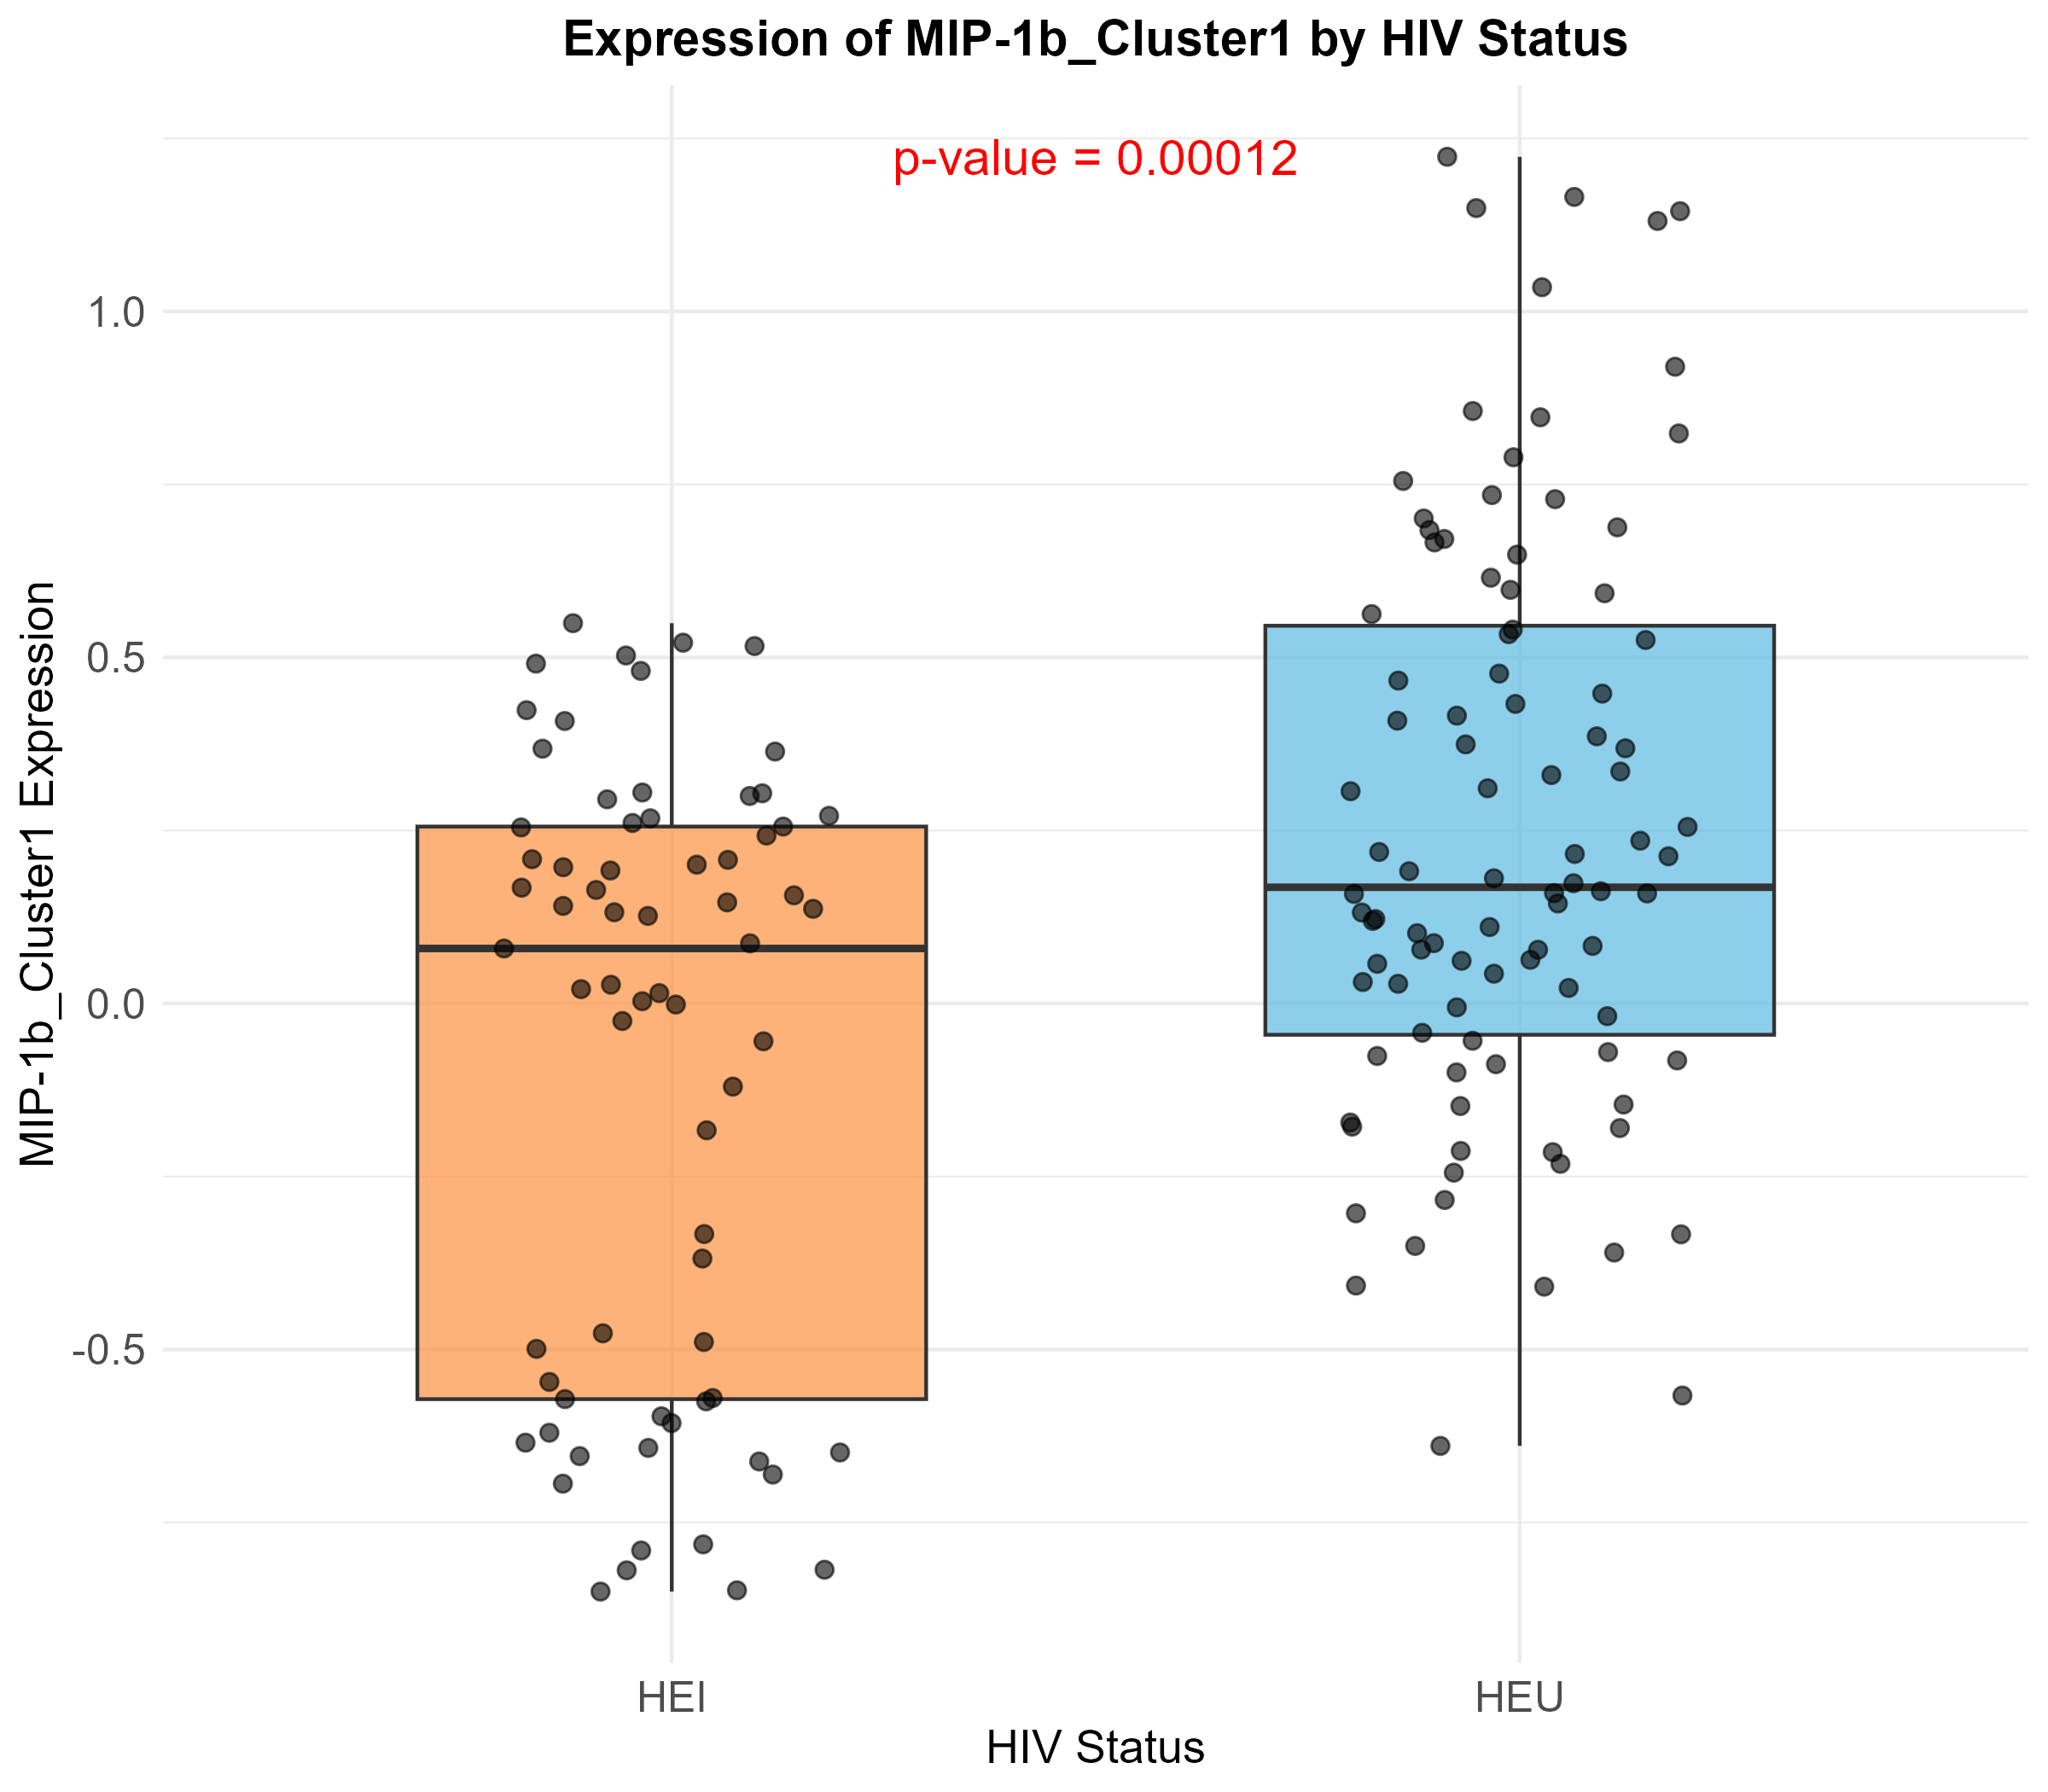 Expression of MIP-1b_Cluster1 by HIV Status
p-value = 0.00012
MIP-1b_Cluster1 Expression
1.0
0.5
0.0
-0.5
HEI
HEU
HIV Status